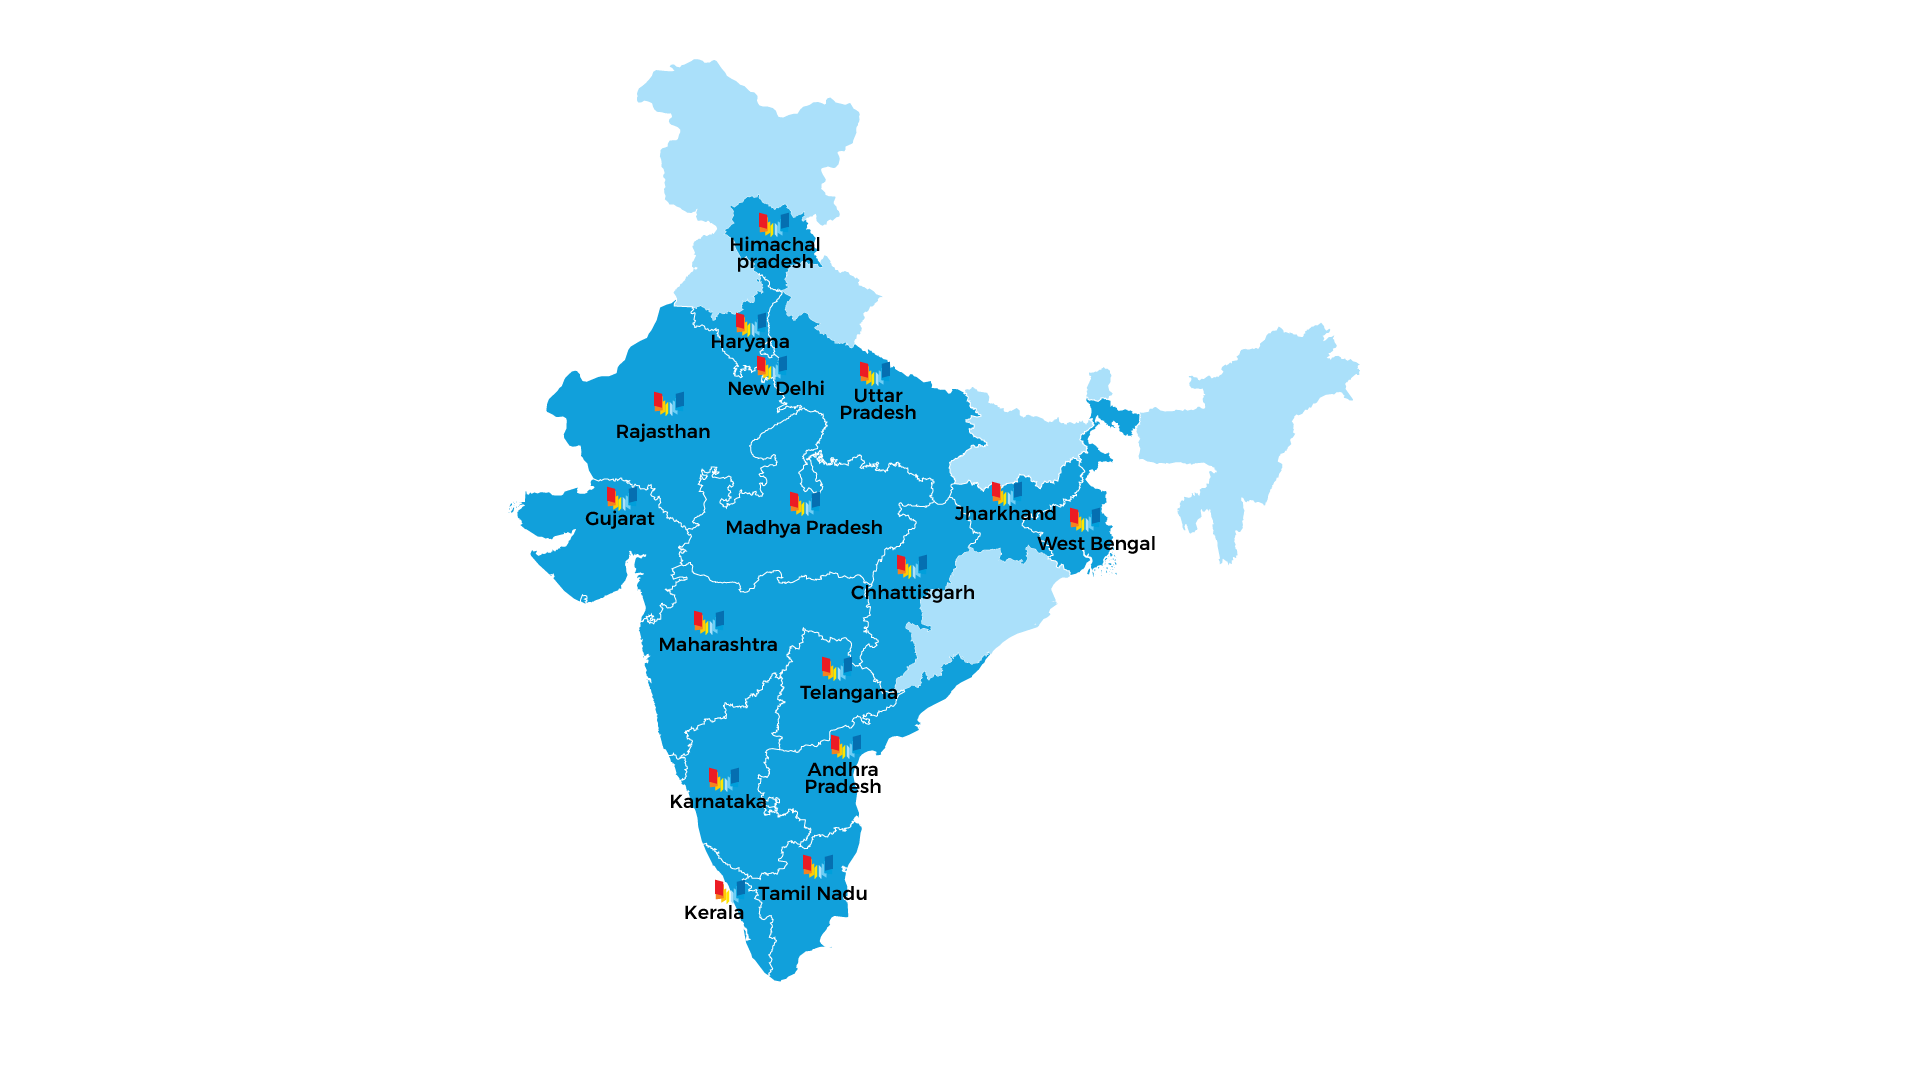 Himachal
pradesh
Haryana
New Delhi
Uttar
Pradesh
Rajasthan
Gujarat
Madhya Pradesh
Jharkhand
West Bengal
Chhattisgarh
Maharashtra
Telangana
Andhra
Pradesh
Karnataka
Tamil Nadu
Kerala